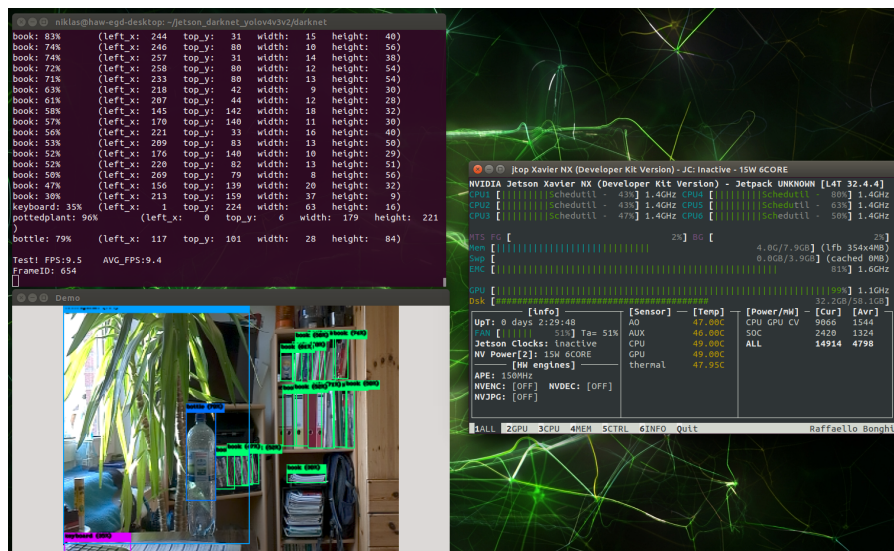 niklas@haw-egd-desktop: ~/jetson_darknet_yolov4v3v2/darknet
book: 83% (left_x: 244 top_y: 31 width: 15 height: 40)
book: 74% (left_x: 246 top_y: 80 width: 10 height: 56)
book: 74% (left_x: 257 top_y: 31 width: 14 height: 38)
book: 72% (left_x: 258 top_y: 80 width: 12 height: 54)
book: 71% (left_x: 233 top_y: 80 width: 13 height: 54)
book: 63% (left_x: 218 top_y: 42 width: 9 height: 30)
book: 61% (left_x: 207 top_y: 44 width: 12 height: 28)
book: 58% (left_x: 145 top_y: 142 width: 18 height: 32)
book: 57% (left_x: 170 top_y: 140 width: 11 height: 30)
book: 56% (left_x: 221 top_y: 33 width: 16 height: 40)
book: 53% (left_x: 209 top_y: 83 width: 13 height: 50)
book: 52% (left_x: 176 top_y: 140 width: 10 height: 29)
book: 52% (left_x: 220 top_y: 82 width: 13 height: 51)
book: 50% (left_x: 269 top_y: 79 width: 8 height: 56)
book: 47% (left_x: 156 top_y: 139 width: 20 height: 32)
book: 30% (left_x: 213 top_y: 159 width: 37 height: 9)
keyboard: 35% (left_x: 1 top_y: 224 width: 63 height: 16)
pottedplant: 96% (left_x: 0 top_y: 6 width: 179 height: 221
)
bottle: 79% (left_x: 117 top_y: 101 width: 28 height: 84)
Test! FPS:9.5 AVG_FPS:9.4
FrameID: 654
Demo
jtop Xavier NX (Developer Kit Version) - JC: Inactive - 15W 6CORE
NVIDIA Jetson Xavier NX (Developer Kit Version) - Jetpack UNKNOWN [L4T 32.4.4]
CPU1 [Schedutil - 43%] 1.4GHz CPU4 [Schedutil - 80%] 1.4GHz
CPU2 [Schedutil - 43%] 1.4GHz CPU5 [Schedutil - 63%] 1.4GHz
CPU3 [Schedutil - 47%] 1.4GHz CPU6 [Schedutil - 50%] 1.4GHz
MTS FG [ 2%] BG [ 2%]
Mem [ 4.0G/7.9GB] (lfb 354x4MB)
Swp [ 0.0GB/3.9GB] (cached 0MB)
EMC [ 81%] 1.6GHz
GPU [ 99%] 1.1GHz
Dsk [ 32.2GB/58.1GB]
[info] [Sensor] [Temp] [Power/mW] [Cur] [Avr]
UpT: 0 days 2:29:48 AO 47.00C CPU GPU CV 9066 1544
FAN [ 51%] Ta= 51% AUX 46.00C SOC 2420 1324
Jetson Clocks: inactive CPU 49.00C ALL 14914 4798
NV Power[2]: 15W 6CORE GPU 49.00C
[HW engines] thermal 47.95C
APE: 150MHz
NVENC: [OFF] NVDEC: [OFF]
NVJPG: [OFF]
1ALL 2GPU 3CPU 4MEM 5CTRL 6INFO Quit Raffaello Bonghi